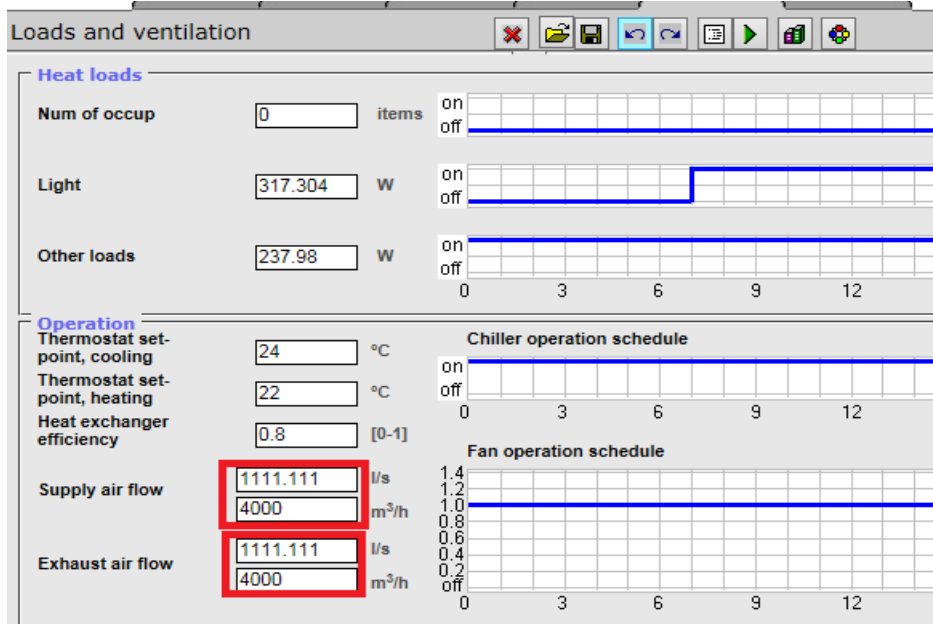 Loads and ventilation
Heat loads
Num of occup 0 items
on
off
Light 317.304 W
on
off
Other loads 237.98 W
on
off
0 3 6 9 12
Operation
Thermostat set-
point, cooling 24 °C
Thermostat set-
point, heating 22 °C
Heat exchanger
efficiency 0.8 [0-1]
Supply air flow
1111.111 l/s
4000 m³/h
Exhaust air flow
1111.111 l/s
4000 m³/h
Chiller operation schedule
on
off
0 3 6 9 12
Fan operation schedule
1.4
1.2
1.0
0.8
0.6
0.4
0.2
off
0 3 6 9 12